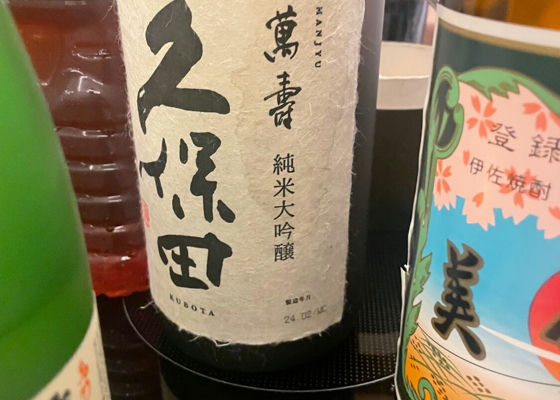 久保田
KUBOTA
萬壽
MANJYU
純米大吟醸
製造年月
24.02/WC
登録
伊佐焼酎
美